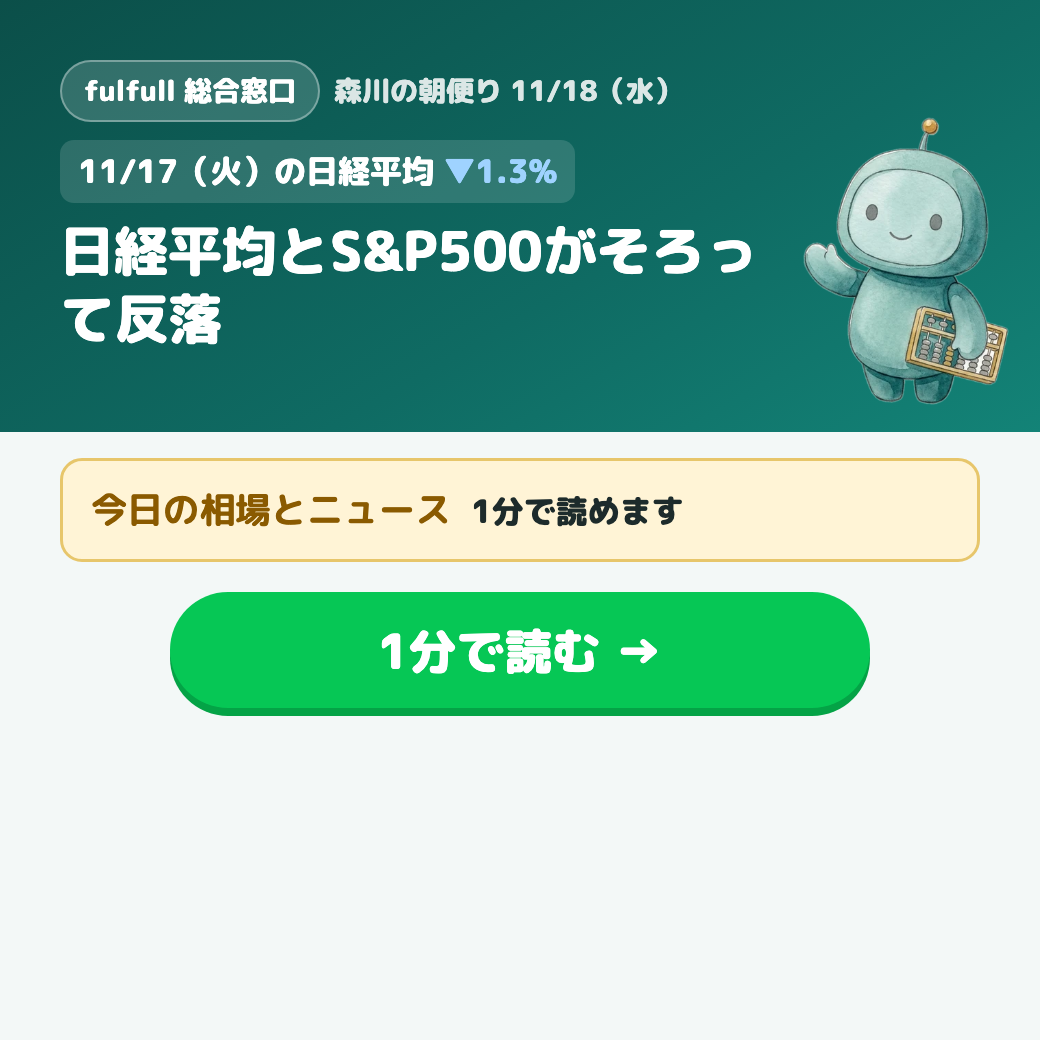 fulfull 総合窓口 森川の朝便り 11/18（水）
11/17（火）の日経平均 ▼1.3%
日経平均とS&P500がそろっ
て反落
今日の相場とニュース 1分で読めます
1分で読む →